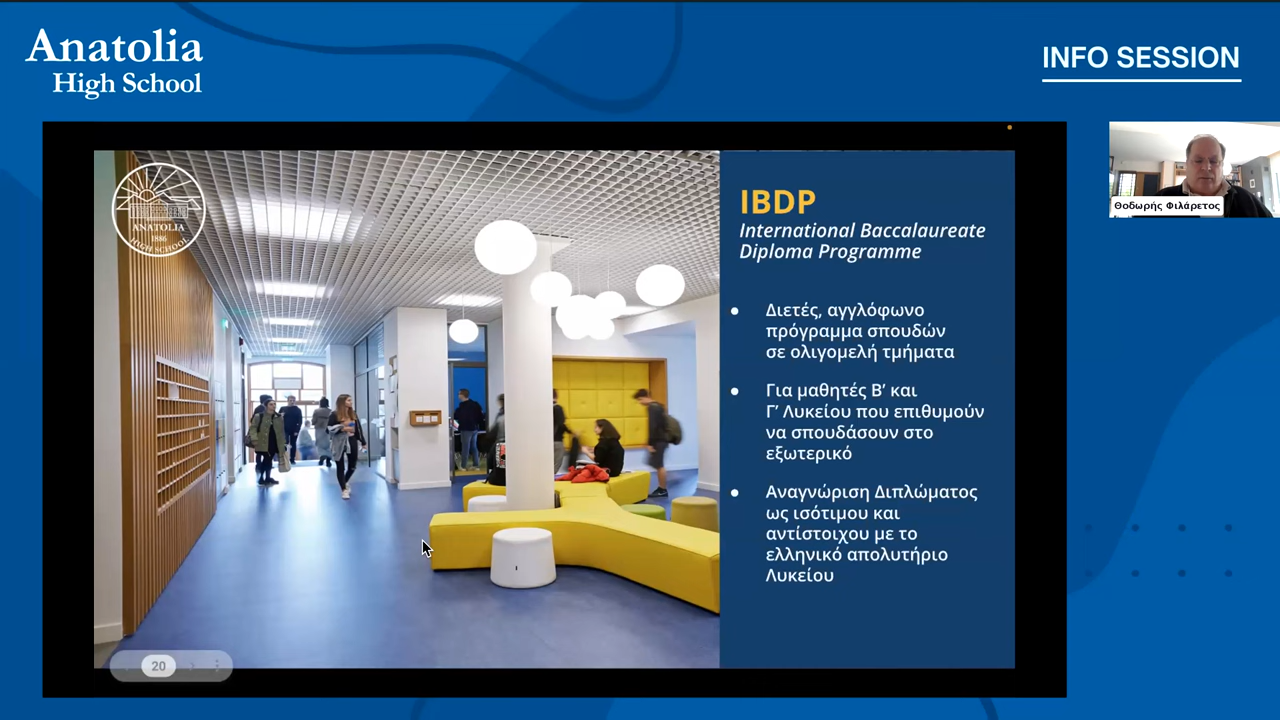 Anatolia
High School
INFO SESSION
ANATOLIA
1886
HIGH SCHOOL
IBDP
International Baccalaureate
Diploma Programme
• Διετές, αγγλόφωνο
πρόγραμμα σπουδών
σε ολιγομελή τμήματα
• Για μαθητές Β’ και
Γ’ Λυκείου που επιθυμούν
να σπουδάσουν στο
εξωτερικό
• Αναγνώριση Διπλώματος
ως ισότιμου και
αντίστοιχου με το
ελληνικό απολυτήριο
Λυκείου
Θοδωρής Φιλάρετος
20